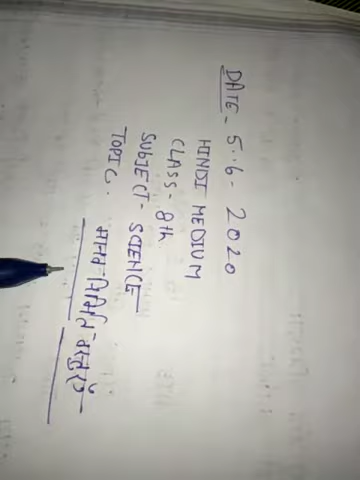 DATE - 5.6-2020
HINDI MEDIUM
CLASS - 8th
SUBJECT - SCIENCE
TOPIC. मानव निर्मित वस्तुएँ